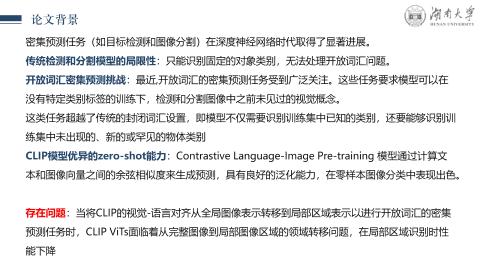 论文背景
湖南大学
HUNAN UNIVERSITY
密集预测任务（如目标检测和图像分割）在深度神经网络时代取得了显著进展。
传统检测和分割模型的局限性：只能识别固定的对象类别，无法处理开放词汇问题。
开放词汇密集预测挑战：最近,开放词汇的密集预测任务受到广泛关注。这些任务要求模型可以在
没有特定类别标签的训练下，检测和分割图像中之前未见过的视觉概念。
这类任务超越了传统的封闭词汇设置，即模型不仅需要识别训练集中已知的类别，还要能够识别训
练集中未出现的、新的或罕见的物体类别
CLIP模型优异的zero-shot能力：Contrastive Language-Image Pre-training 模型通过计算文
本和图像向量之间的余弦相似度来生成预测，具有良好的泛化能力，在零样本图像分类中表现出色。
存在问题：当将CLIP的视觉-语言对齐从全局图像表示转移到局部区域表示以进行开放词汇的密集
预测任务时，CLIP ViTs面临着从完整图像到局部图像区域的领域转移问题，在局部区域识别时性
能下降